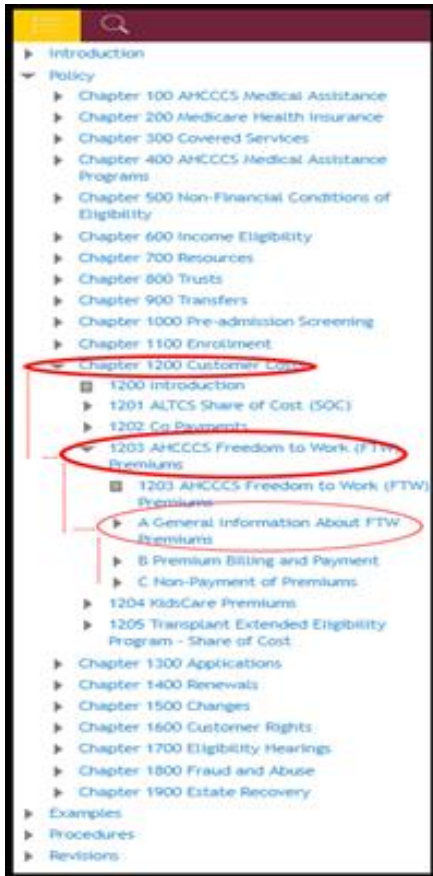 Introduction
Policy
Chapter 100 AHCCCS Medical Assistance
Chapter 200 Medicare Health Insurance
Chapter 300 Covered Services
Chapter 400 AHCCCS Medical Assistance
Programs
Chapter 500 Non-Financial Conditions of
Eligibility
Chapter 600 Income Eligibility
Chapter 700 Resources
Chapter 800 Trusts
Chapter 900 Transfers
Chapter 1000 Pre-admission Screening
Chapter 1100 Enrollment
Chapter 1200 Customer Costs
1200 Introduction
1201 ALTCS Share of Cost (SOC)
1202 Co Payments
1203 AHCCCS Freedom to Work (FTW)
Premiums
1203 AHCCCS Freedom to Work (FTW)
Premiums
A General Information About FTW
Premiums
B Premium Billing and Payment
C Non-Payment of Premiums
1204 KidsCare Premiums
1205 Transplant Extended Eligibility
Program - Share of Cost
Chapter 1300 Applications
Chapter 1400 Renewals
Chapter 1500 Changes
Chapter 1600 Customer Rights
Chapter 1700 Eligibility Hearings
Chapter 1800 Fraud and Abuse
Chapter 1900 Estate Recovery
Examples
Procedures
Revisions